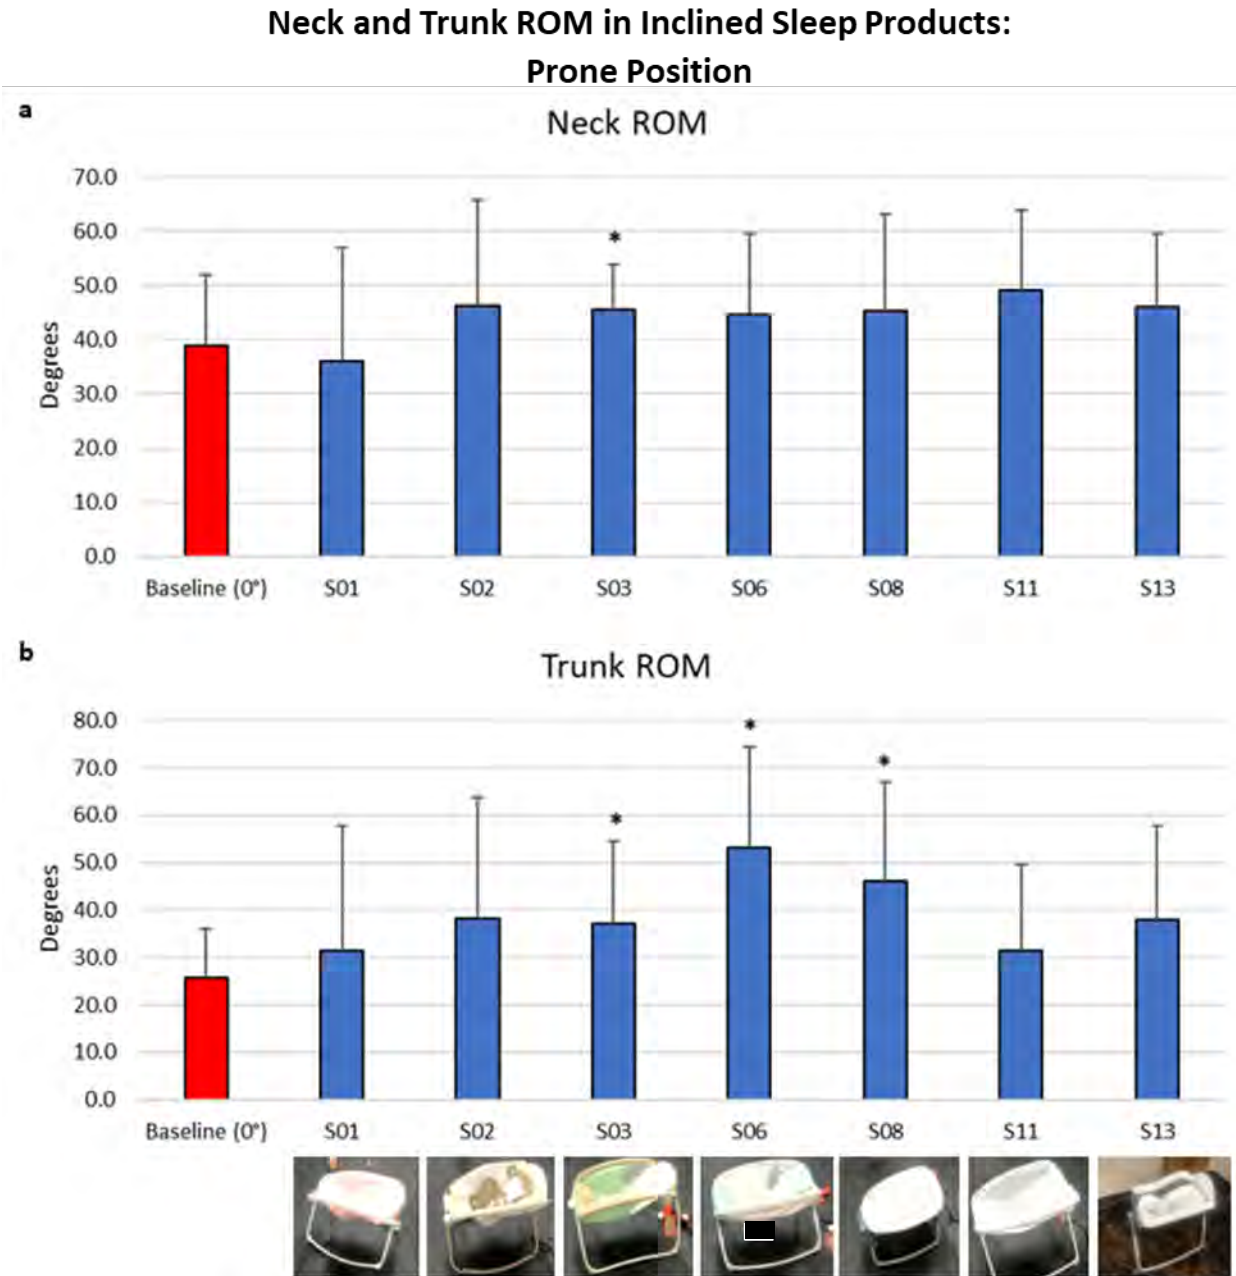 Neck and Trunk ROM in Inclined Sleep Products:
Prone Position
a
Neck ROM
70.0
60.0
50.0
40.0
30.0
20.0
10.0
0.0
Degrees
*
Baseline (0°) S01 S02 S03 S06 S08 S11 S13
b
Trunk ROM
80.0
70.0
60.0
50.0
40.0
30.0
20.0
10.0
0.0
Degrees
* * *
Baseline (0°) S01 S02 S03 S06 S08 S11 S13